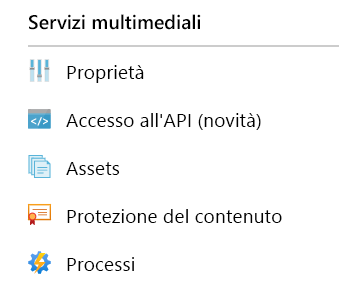 Servizi multimediali
Proprietà
Accesso all'API (novità)
Assets
Protezione del contenuto
Processi